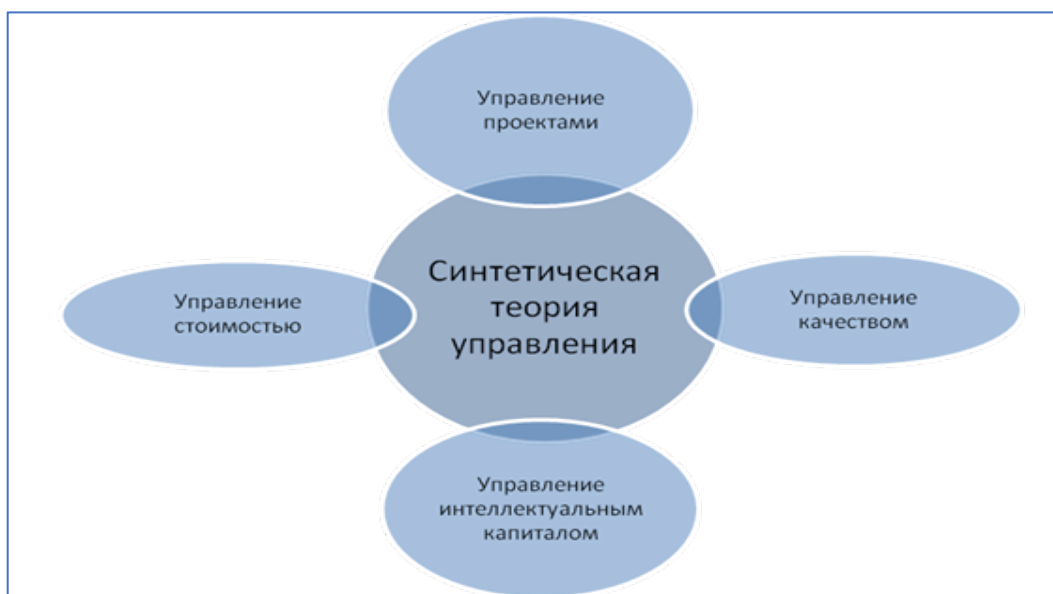 Управление
проектами
Синтетическая
теория
управления
Управление
стоимостью
Управление
качеством
Управление
интеллектуальным
капиталом